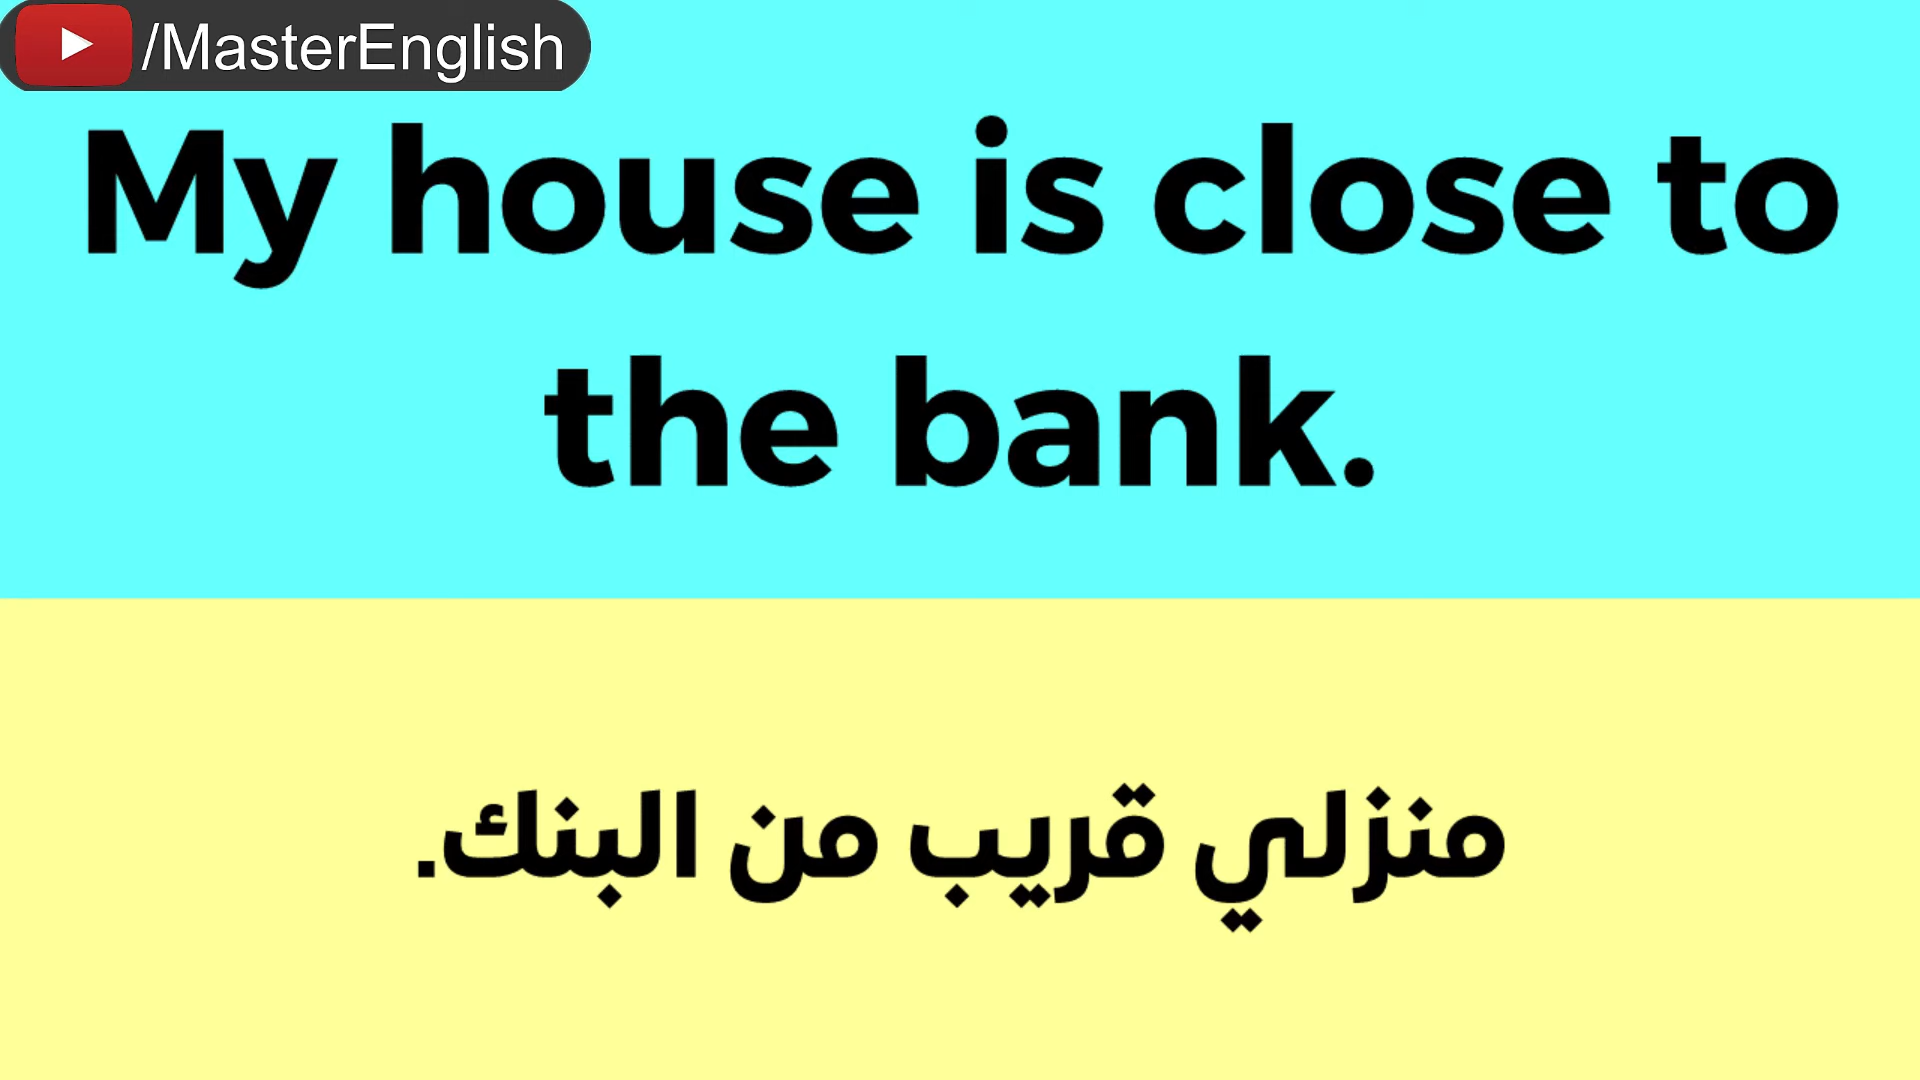 /MasterEnglish
My house is close to
the bank.
منزلي قريب من البنك.